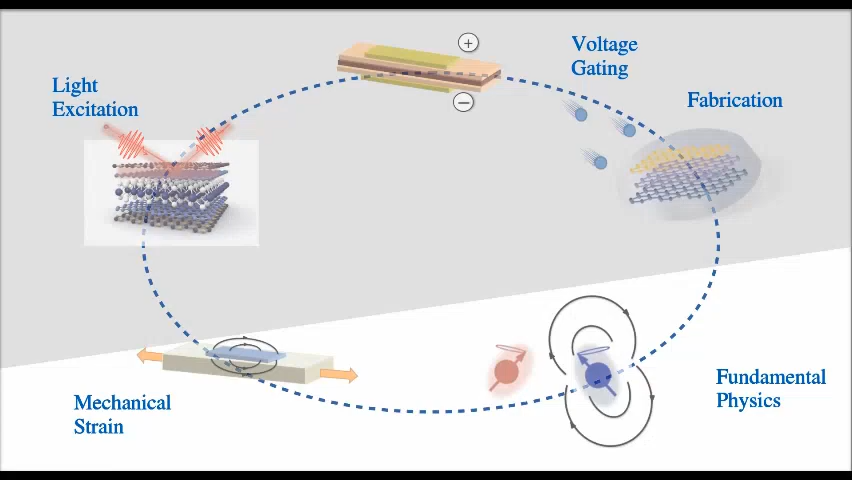 Voltage
Gating
Light
Excitation
Fabrication
+
−
Mechanical
Strain
Fundamental
Physics